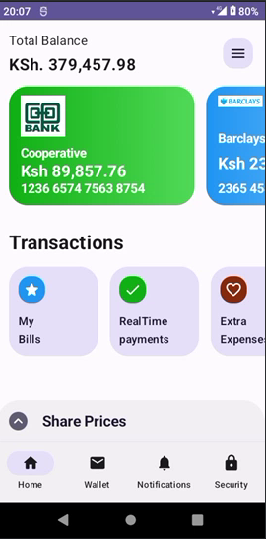 20:07 80%
Total Balance
KSh. 379,457.98
BANK
Cooperative
Ksh 89,857.76
1236 6574 7563 8754
BARCLAYS
Barclays
Ksh 23
2365 45
Transactions
My
Bills
RealTime
payments
Extra
Expenses
Share Prices
Home
Wallet
Notifications
Security